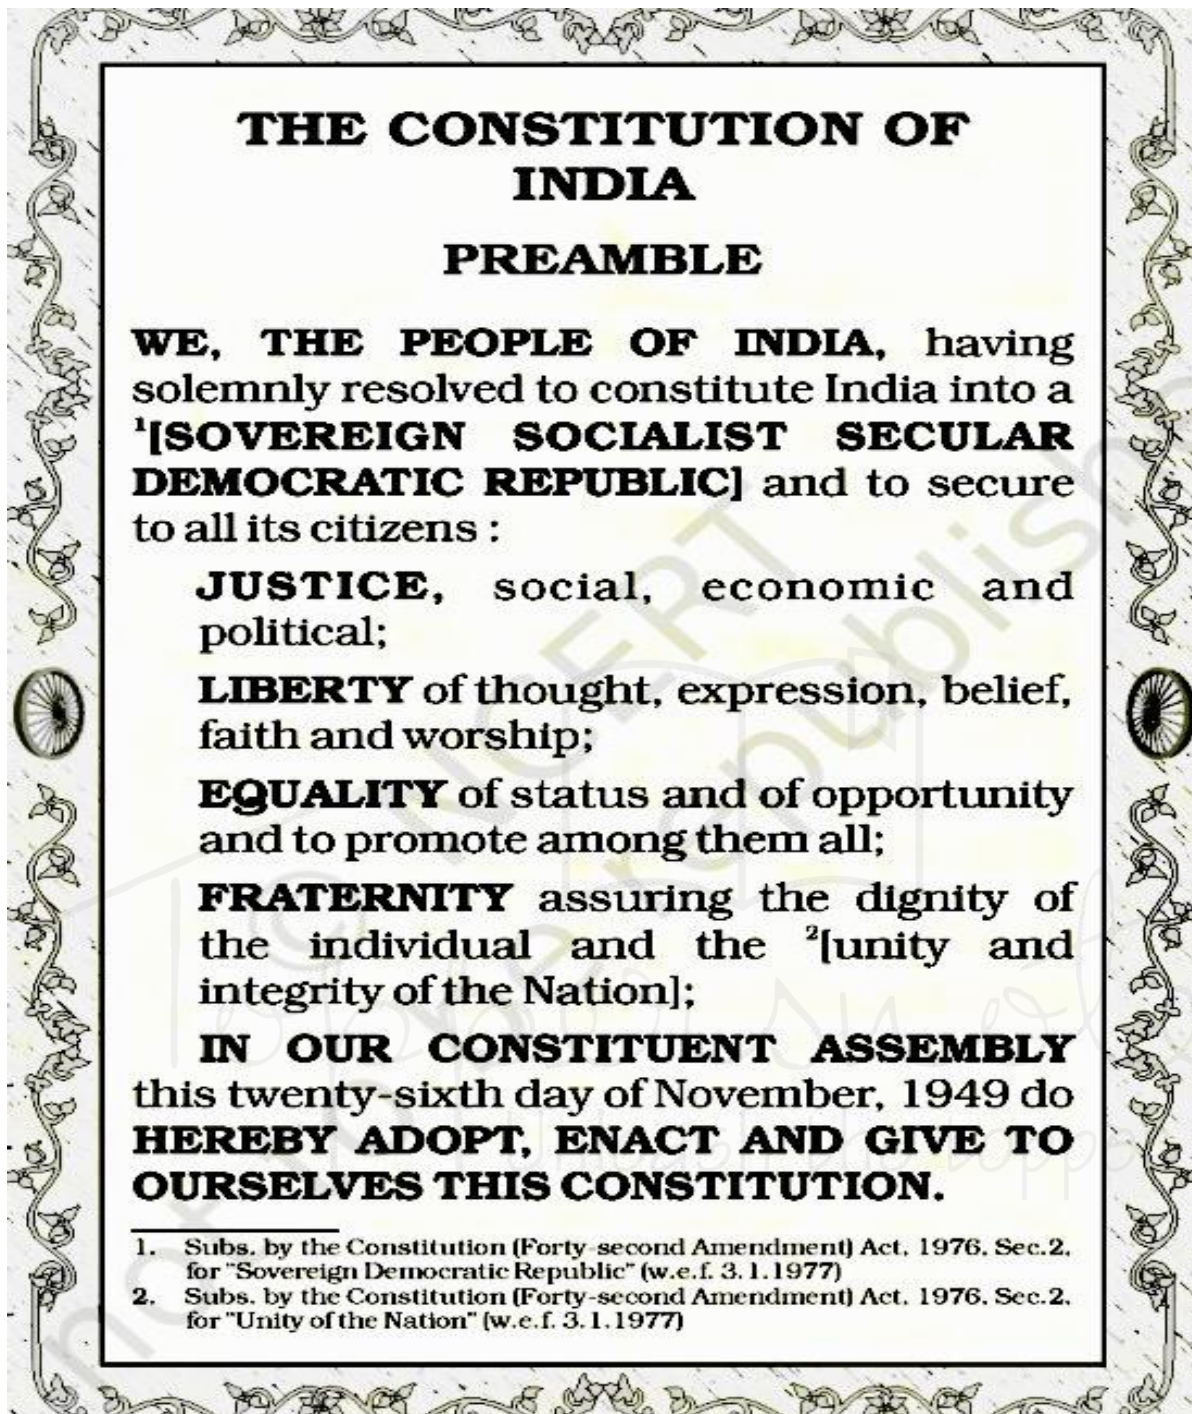 THE CONSTITUTION OF
INDIA
PREAMBLE
WE, THE PEOPLE OF INDIA, having
solemnly resolved to constitute India into a
¹[SOVEREIGN SOCIALIST SECULAR
DEMOCRATIC REPUBLIC] and to secure
to all its citizens :
JUSTICE, social, economic and
political;
LIBERTY of thought, expression, belief,
faith and worship;
EQUALITY of status and of opportunity
and to promote among them all;
FRATERNITY assuring the dignity of
the individual and the ²[unity and
integrity of the Nation];
IN OUR CONSTITUENT ASSEMBLY
this twenty-sixth day of November, 1949 do
HEREBY ADOPT, ENACT AND GIVE TO
OURSELVES THIS CONSTITUTION.
1. Subs. by the Constitution (Forty-second Amendment) Act, 1976, Sec.2,
for "Sovereign Democratic Republic" (w.e.f. 3.1.1977)
2. Subs. by the Constitution (Forty-second Amendment) Act, 1976, Sec.2,
for "Unity of the Nation" (w.e.f. 3.1.1977)
© NCERT
not to be republishe